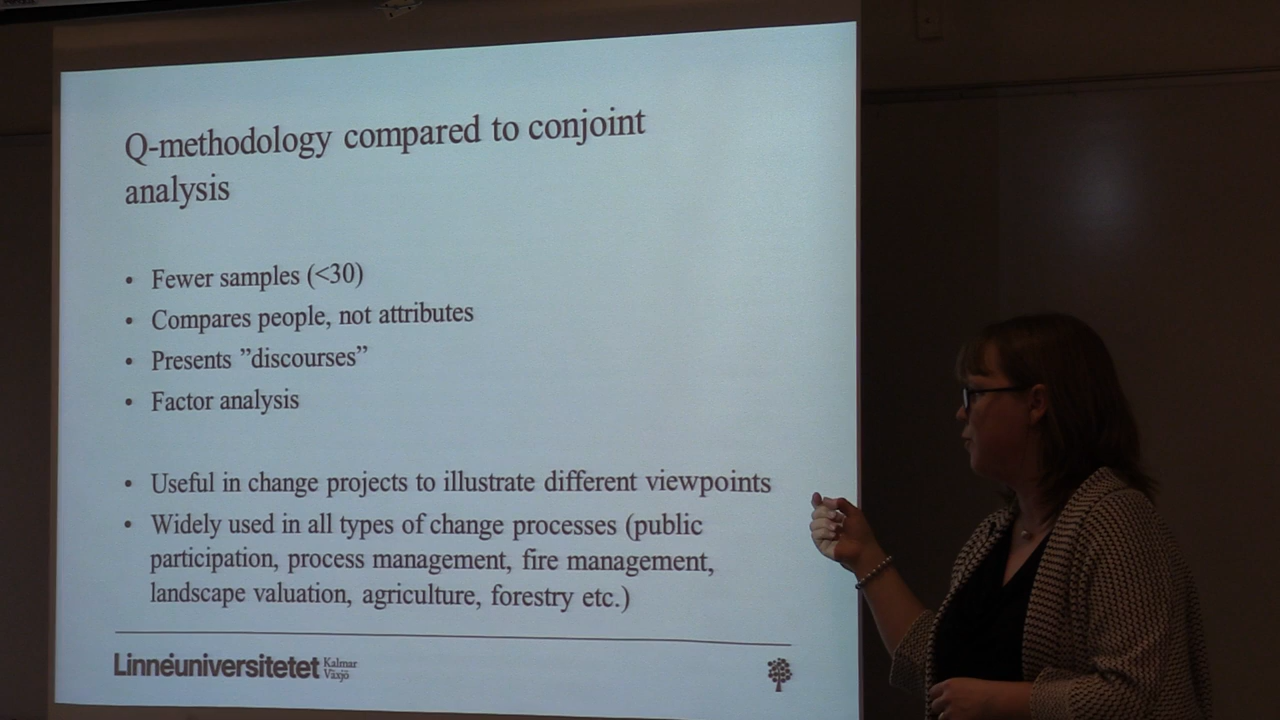 Q-methodology compared to conjoint
analysis
• Fewer samples (<30)
• Compares people, not attributes
• Presents ”discourses”
• Factor analysis
• Useful in change projects to illustrate different viewpoints
• Widely used in all types of change processes (public
participation, process management, fire management,
landscape valuation, agriculture, forestry etc.)
Linnéuniversitetet Kalmar
Växjö